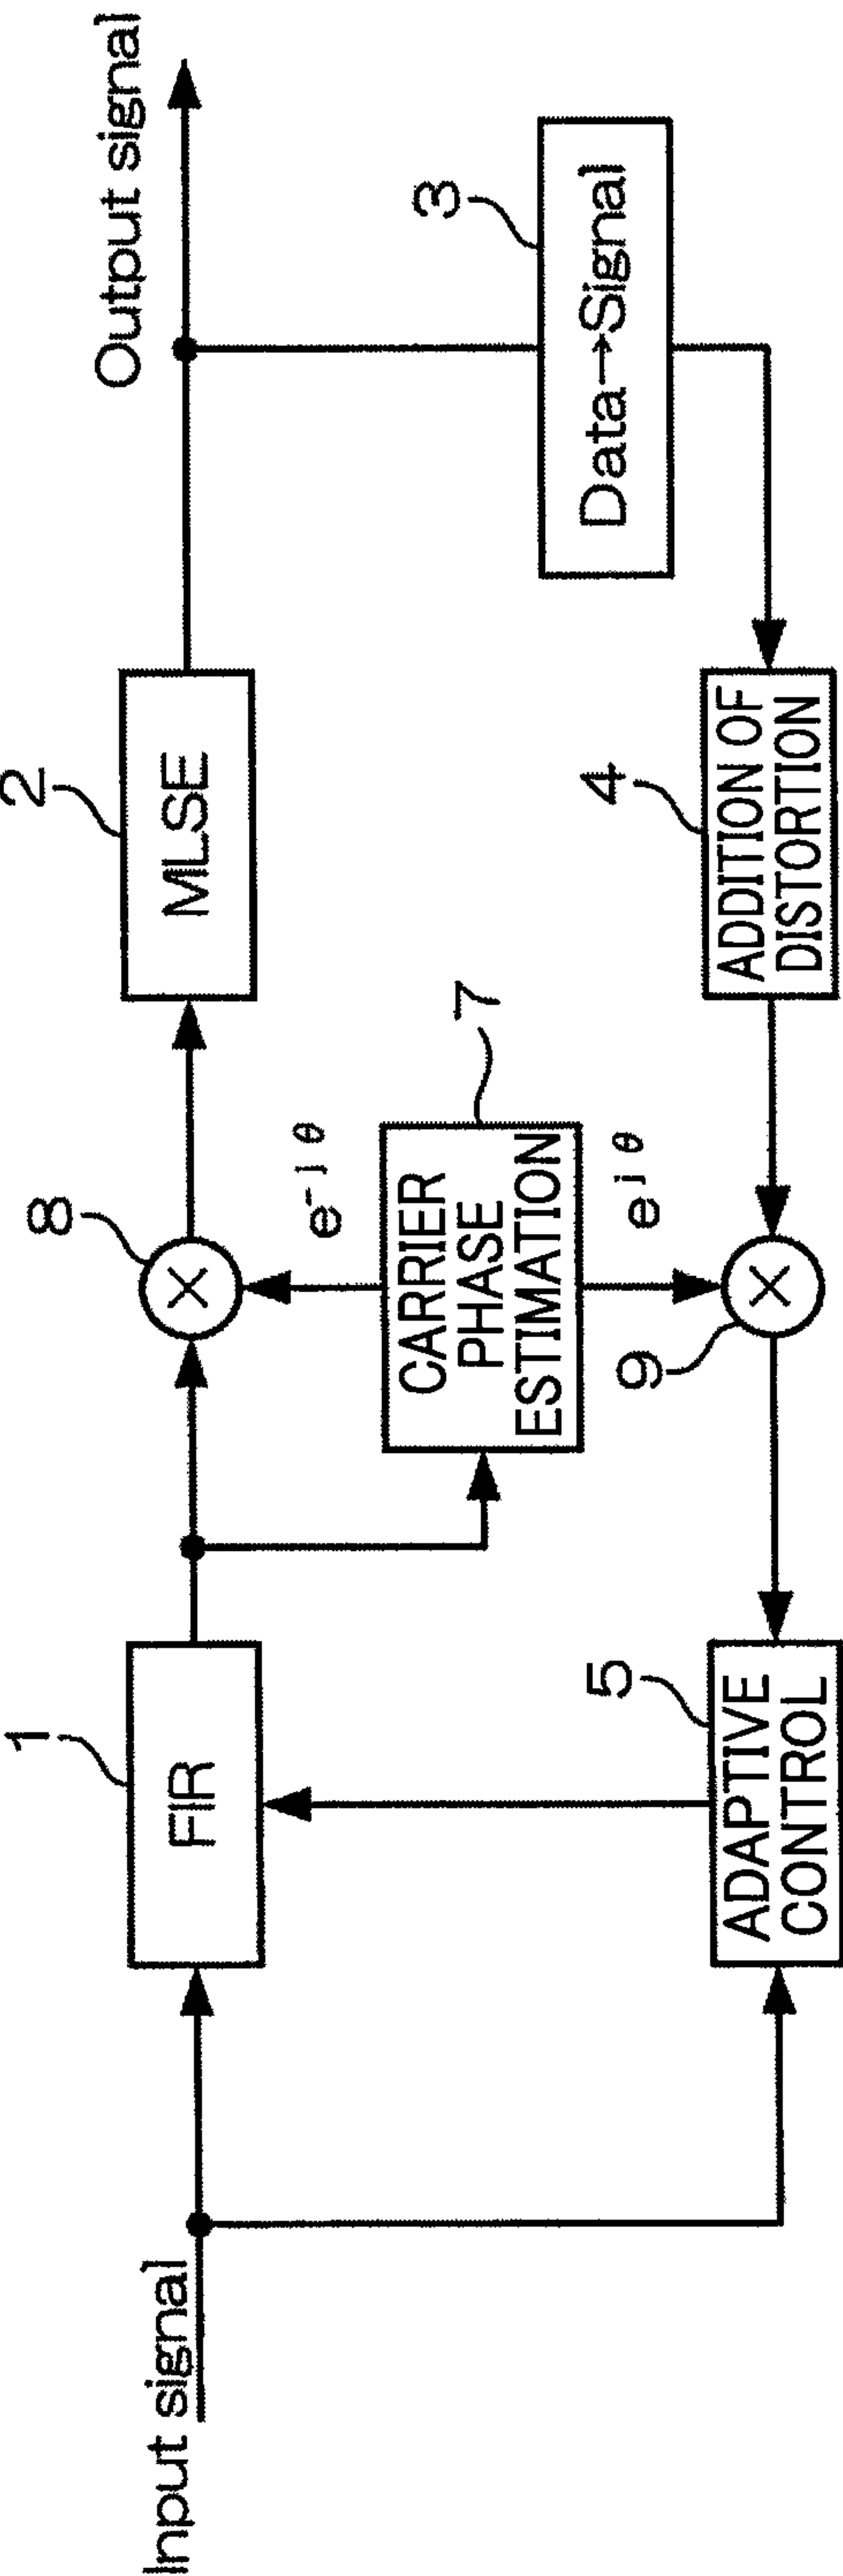 Input signal
1
FIR
8
×
2
MLSE
Output signal
e^-jθ
7
CARRIER
PHASE
ESTIMATION
e^jθ
3
Data→Signal
5
ADAPTIVE
CONTROL
9
×
4
ADDITION OF
DISTORTION